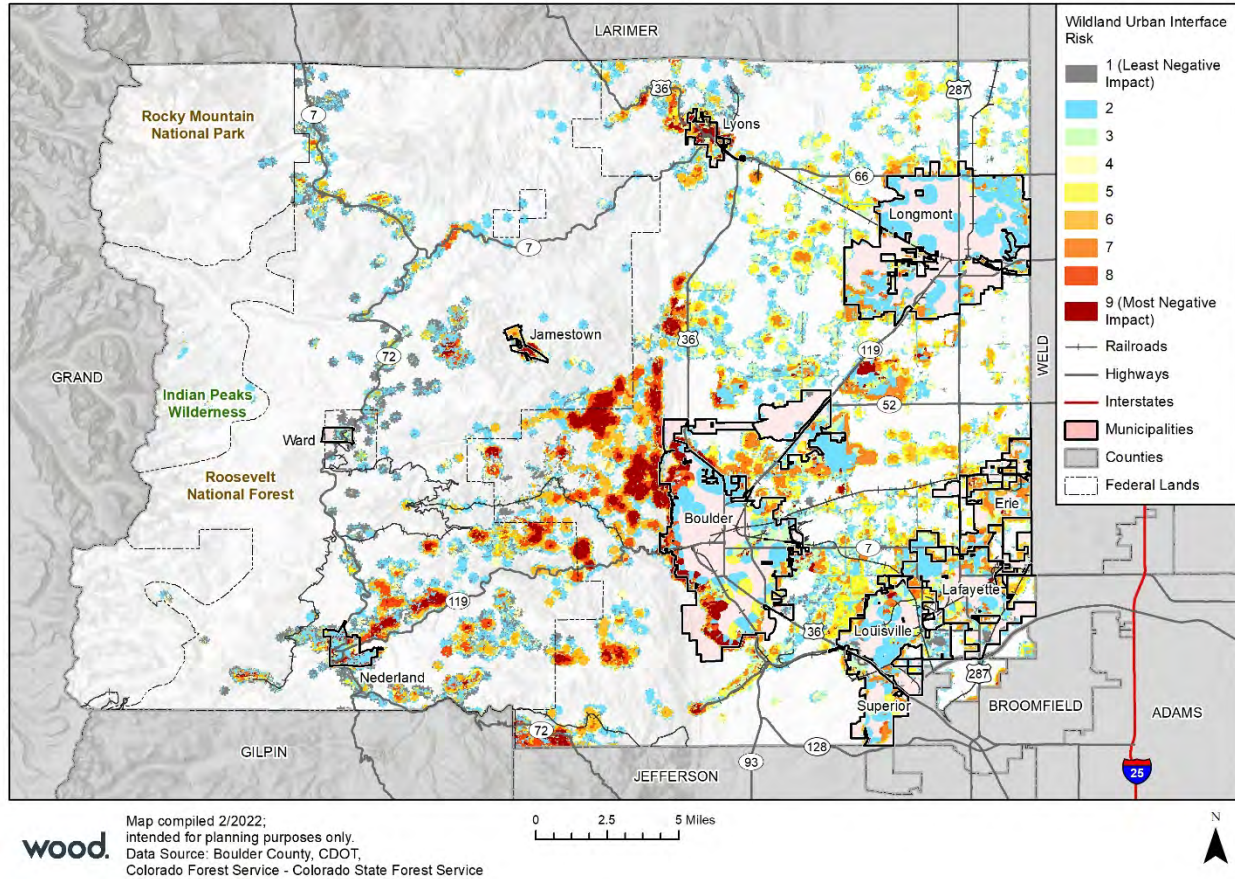 LARIMER
Wildland Urban Interface
Risk
1 (Least Negative
Impact)
2
3
4
5
6
7
8
9 (Most Negative
Impact)
Railroads
Highways
Interstates
Municipalities
Counties
Federal Lands
36
287
Rocky Mountain
National Park
7
Lyons
66
Longmont
7
Jamestown
36
72
119
WELD
GRAND
52
Indian Peaks
Wilderness
Ward
Roosevelt
National Forest
Boulder
Erie
7
119
Lafayette
36
Louisville
Nederland
287
Superior
BROOMFIELD
ADAMS
72
GILPIN
128
JEFFERSON
93
25
wood.
Map compiled 2/2022;
intended for planning purposes only.
Data Source: Boulder County, CDOT,
Colorado Forest Service - Colorado State Forest Service
0 2.5 5 Miles
N